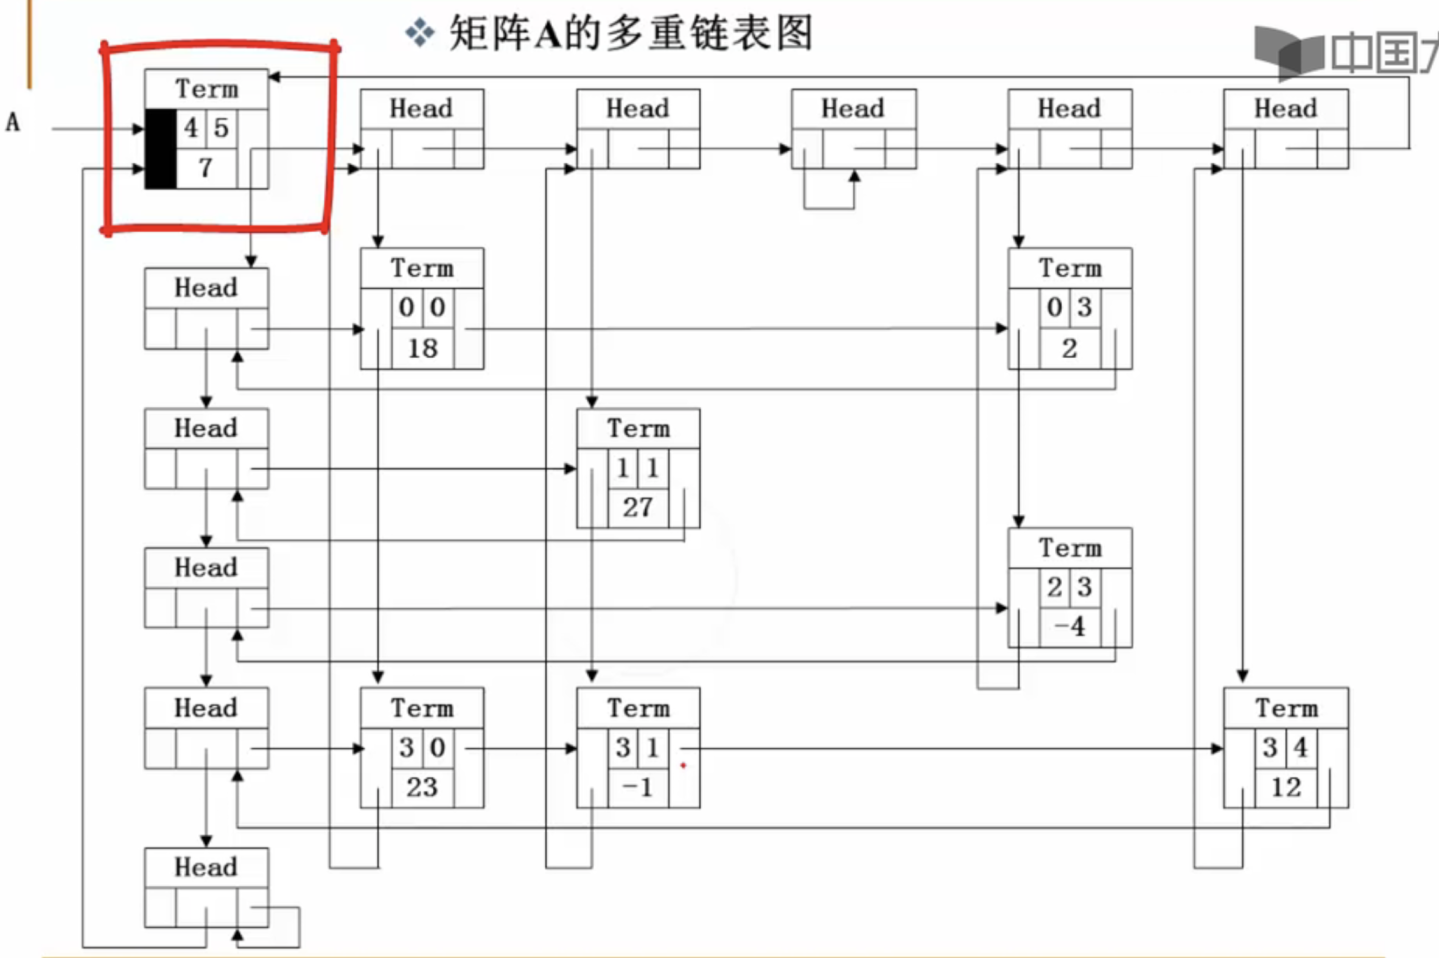 ❖ 矩阵A的多重链表图
中国大
A
Term
4 5
7
Head
Head
Head
Head
Head
Head
Term
0 0
18
Term
0 3
2
Head
Term
1 1
27
Head
Term
2 3
-4
Head
Term
3 0
23
Term
3 1
-1
Term
3 4
12
Head